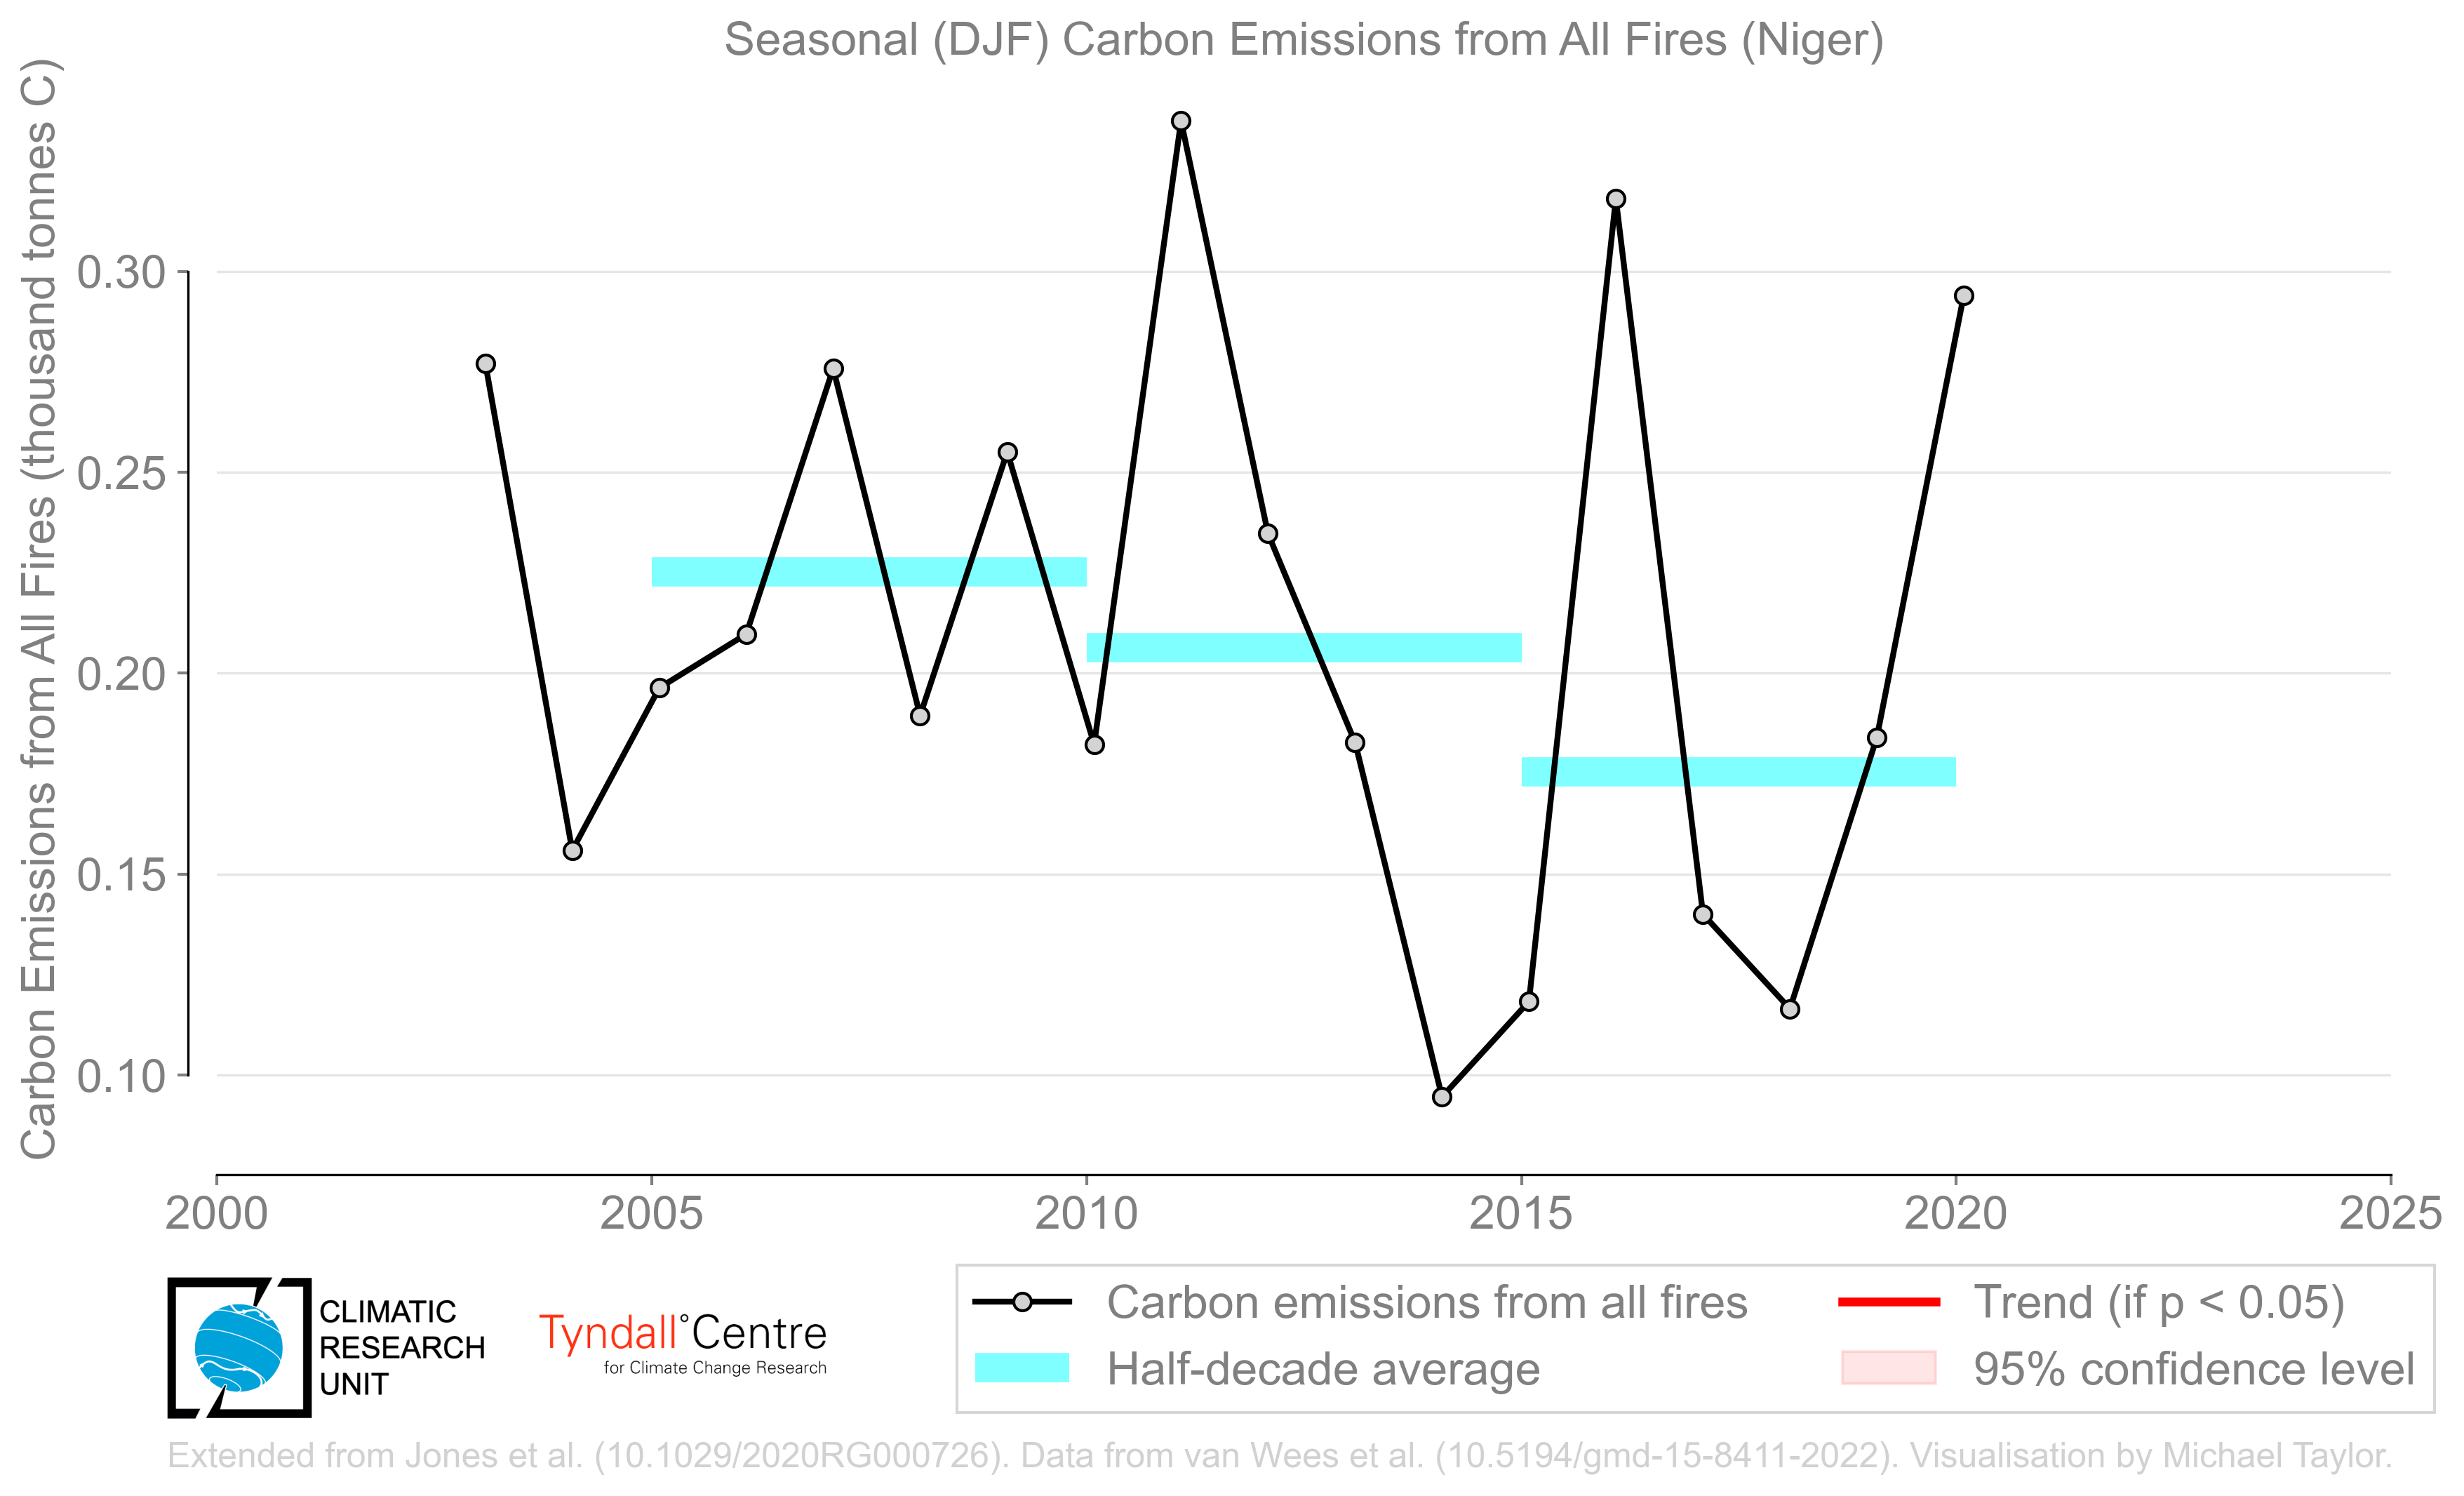 Seasonal (DJF) Carbon Emissions from All Fires (Niger)
Carbon Emissions from All Fires (thousand tonnes C)
0.30
0.25
0.20
0.15
0.10
2000 2005 2010 2015 2020 2025
CLIMATIC
RESEARCH
UNIT
Tyndall°Centre
for Climate Change Research
Carbon emissions from all fires
Half-decade average
Trend (if p < 0.05)
95% confidence level
Extended from Jones et al. (10.1029/2020RG000726). Data from van Wees et al. (10.5194/gmd-15-8411-2022). Visualisation by Michael Taylor.